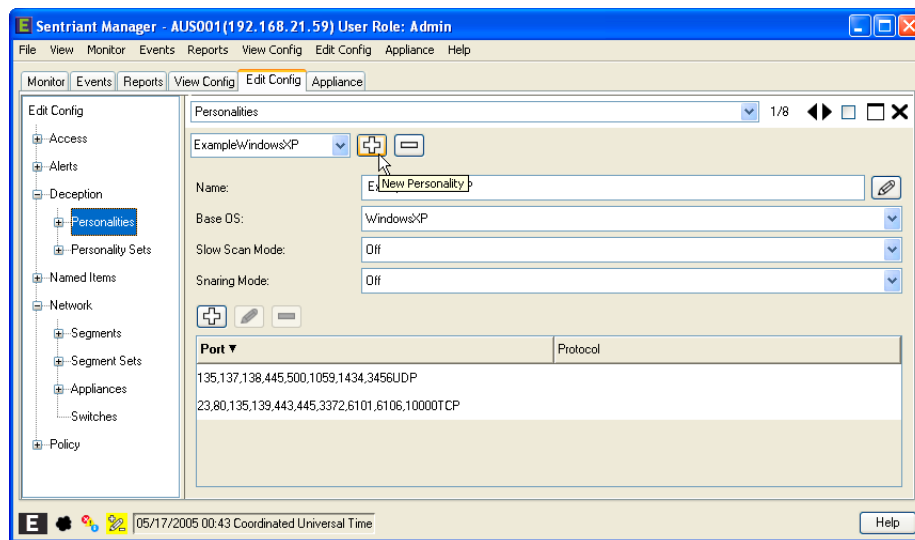 E Sentriant Manager - AUS001(192.168.21.59) User Role: Admin
File View Monitor Events Reports View Config Edit Config Appliance Help
Monitor Events Reports View Config Edit Config Appliance
Edit Config
Access
Alerts
Deception
Personalities
Personality Sets
Named Items
Network
Segments
Segment Sets
Appliances
Switches
Policy
Personalities 1/8
ExampleWindowsXP
New Personality
Name:
Base OS: WindowsXP
Slow Scan Mode: Off
Snaring Mode: Off
Port Protocol
135,137,138,445,500,1059,1434,3456UDP
23,80,135,139,443,445,3372,6101,6106,10000TCP
E 05/17/2005 00:43 Coordinated Universal Time Help